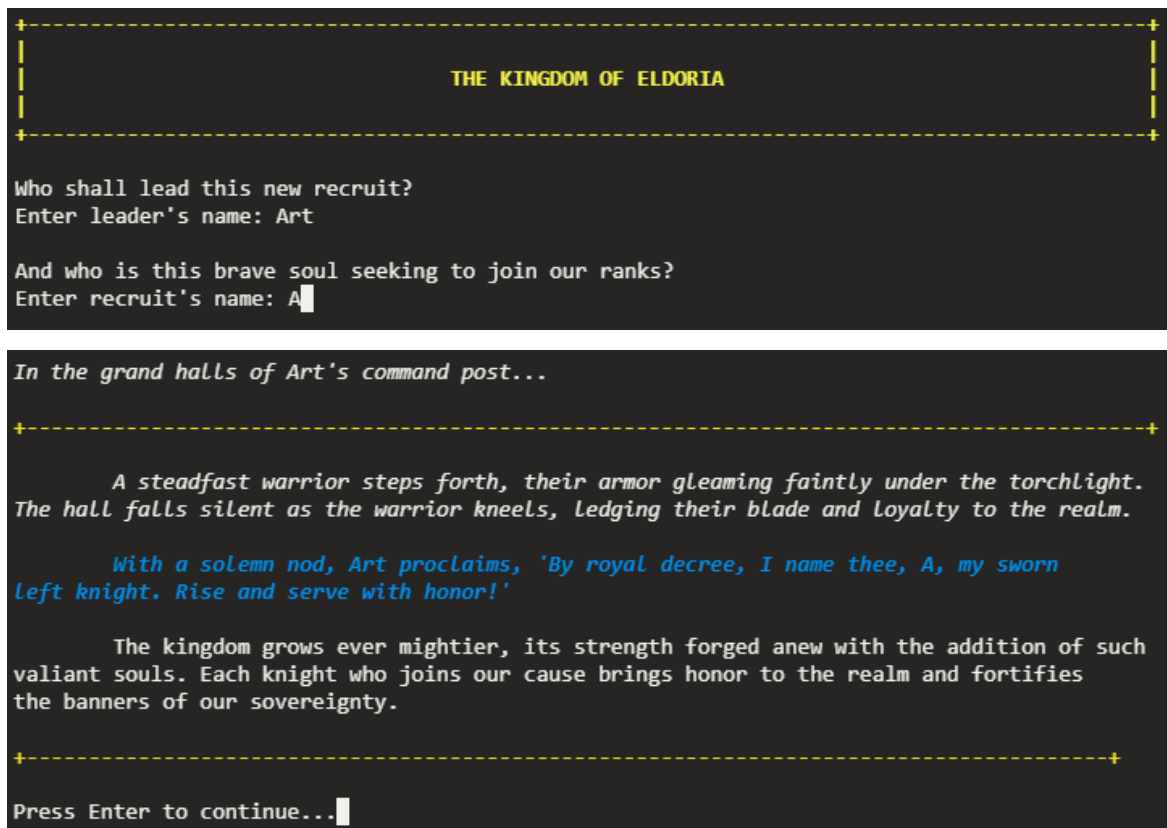 THE KINGDOM OF ELDORIA
Who shall lead this new recruit?
Enter leader's name: Art
And who is this brave soul seeking to join our ranks?
Enter recruit's name: A
In the grand halls of Art's command post...
A steadfast warrior steps forth, their armor gleaming faintly under the torchlight.
The hall falls silent as the warrior kneels, ledging their blade and loyalty to the realm.
With a solemn nod, Art proclaims, 'By royal decree, I name thee, A, my sworn
left knight. Rise and serve with honor!'
The kingdom grows ever mightier, its strength forged anew with the addition of such
valiant souls. Each knight who joins our cause brings honor to the realm and fortifies
the banners of our sovereignty.
Press Enter to continue...